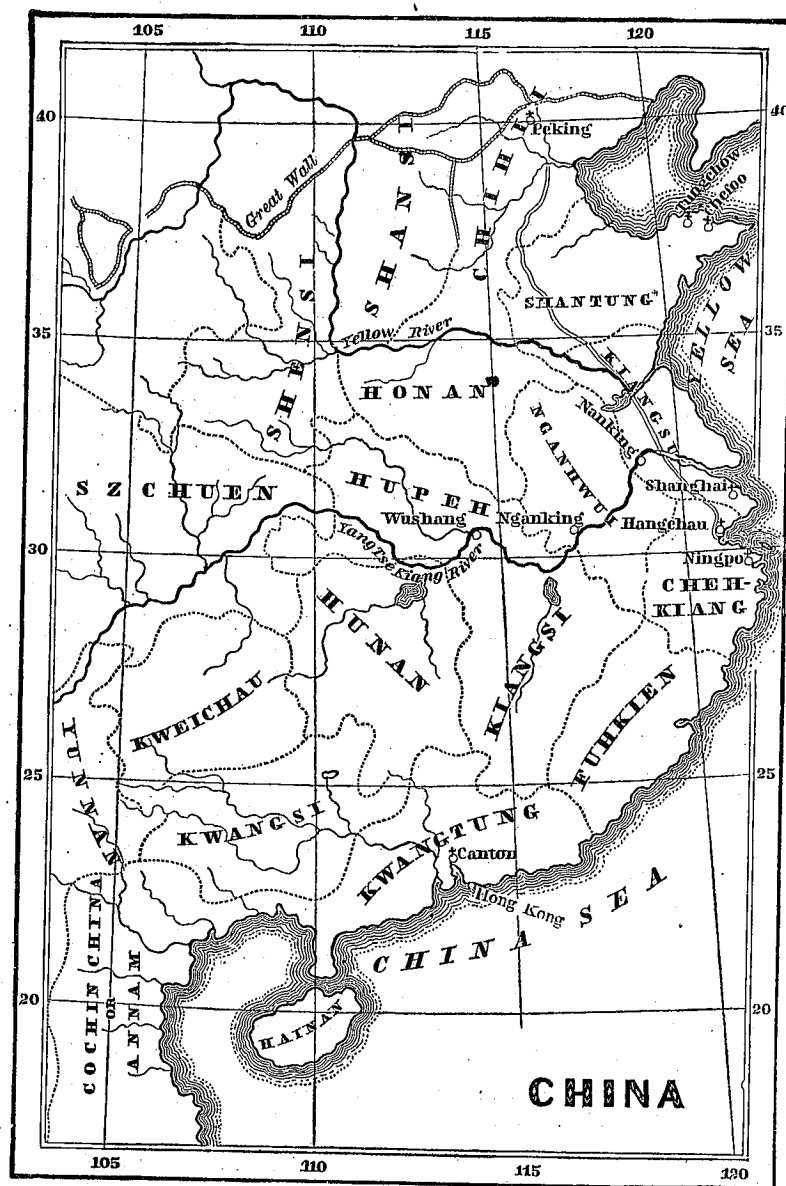 105 110 115 120
40 40
Peking
Great Wall
SHANSI
CHIHLI
Tungchow
Chefoo
SHENSI
SHANTUNG
YELLOW SEA
35 35
Yellow River
HONAN
KIANGSU
NGANHWUI
Nanking
SZCHUEN
HUPEH
Shanghai
Wushang
Nganking
Hangchau
30
Yang Tse Kiang River
Ningpo
CHEH-
KIANG
HUNAN
KIANGSI
KWEICHAU
FUHKIEN
YUNNAN
25 25
KWANGSI
KWANGTUNG
Canton
Hong Kong
CHINA SEA
COCHIN CHINA
OR
ANNAM
20 20
HAINAN
CHINA
105 110 115 120